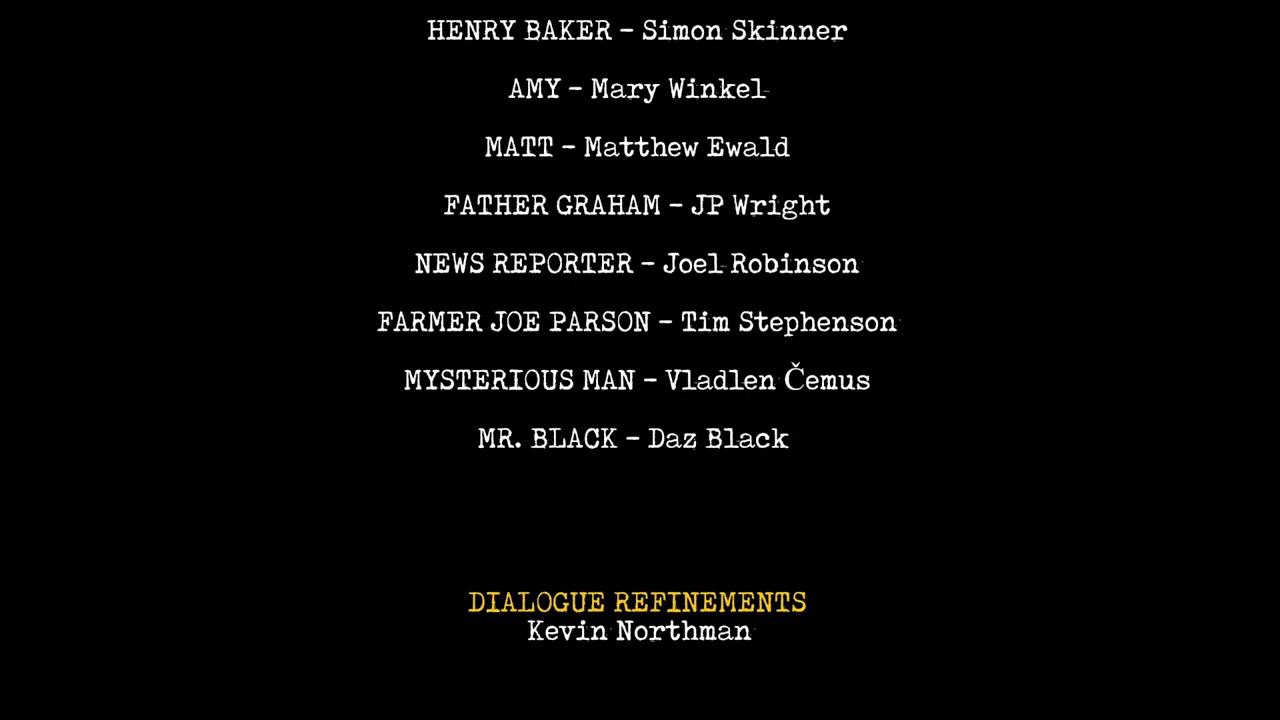 HENRY BAKER – Simon Skinner
AMY – Mary Winkel
MATT – Matthew Ewald
FATHER GRAHAM – JP Wright
NEWS REPORTER – Joel Robinson
FARMER JOE PARSON – Tim Stephenson
MYSTERIOUS MAN – Vladlen Čemus
MR. BLACK – Daz Black
DIALOGUE REFINEMENTS
Kevin Northman